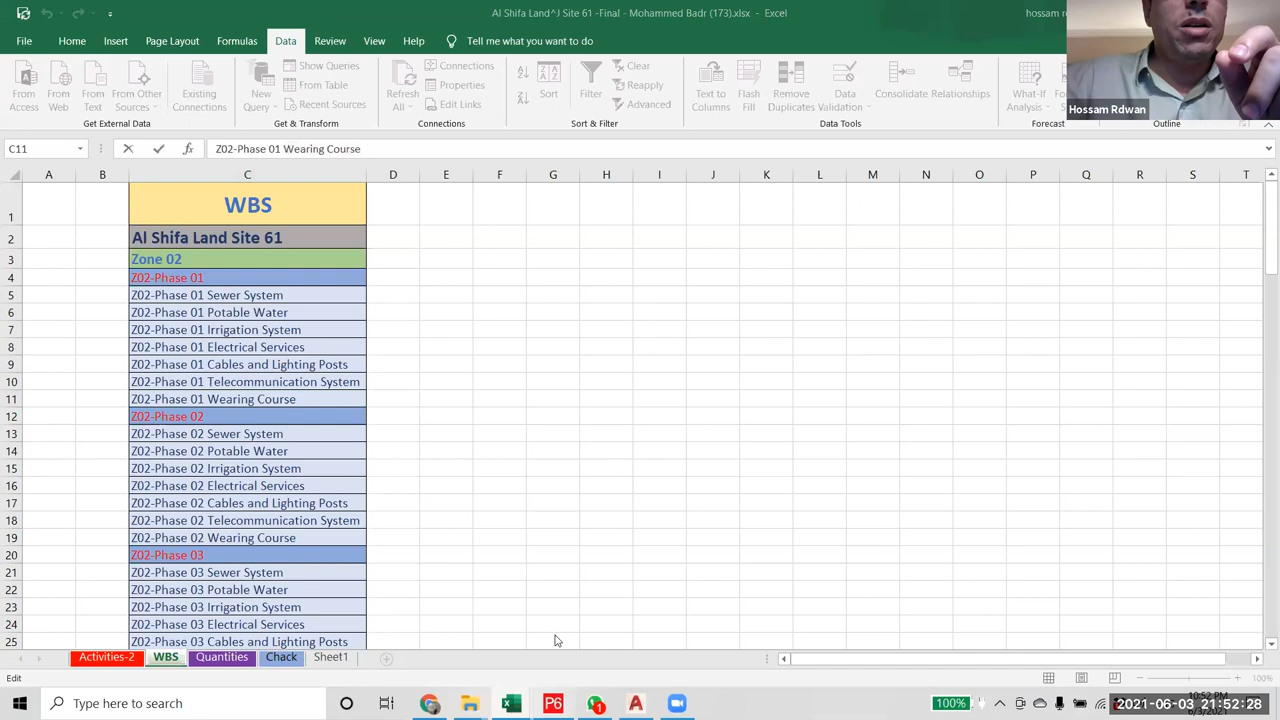 Al Shifa Land^J Site 61 -Final - Mohammed Badr (173).xlsx - Excel
hossam r
File Home Insert Page Layout Formulas Data Review View Help Tell me what you want to do
From Access
From Web
From Text
From Other Sources
Existing Connections
Get External Data
New Query
Show Queries
From Table
Recent Sources
Get & Transform
Refresh All
Connections
Properties
Edit Links
Connections
Sort
Filter
Clear
Reapply
Advanced
Sort & Filter
Text to Columns
Flash Fill
Remove Duplicates
Data Validation
Consolidate
Relationships
Data Tools
What-If Analysis
Forecast
Outline
Hossam Rdwan
C11
Z02-Phase 01 Wearing Course
A B C D E F G H I J K L M N O P Q R S T
1 WBS
2 Al Shifa Land Site 61
3 Zone 02
4 Z02-Phase 01
5 Z02-Phase 01 Sewer System
6 Z02-Phase 01 Potable Water
7 Z02-Phase 01 Irrigation System
8 Z02-Phase 01 Electrical Services
9 Z02-Phase 01 Cables and Lighting Posts
10 Z02-Phase 01 Telecommunication System
11 Z02-Phase 01 Wearing Course
12 Z02-Phase 02
13 Z02-Phase 02 Sewer System
14 Z02-Phase 02 Potable Water
15 Z02-Phase 02 Irrigation System
16 Z02-Phase 02 Electrical Services
17 Z02-Phase 02 Cables and Lighting Posts
18 Z02-Phase 02 Telecommunication System
19 Z02-Phase 02 Wearing Course
20 Z02-Phase 03
21 Z02-Phase 03 Sewer System
22 Z02-Phase 03 Potable Water
23 Z02-Phase 03 Irrigation System
24 Z02-Phase 03 Electrical Services
25 Z02-Phase 03 Cables and Lighting Posts
Activities-2 WBS Quantities Chack Sheet1
Edit
100%
Type here to search
P6
1
100%
10:52 PM
6/3/2021
2021-06-03 21:52:28